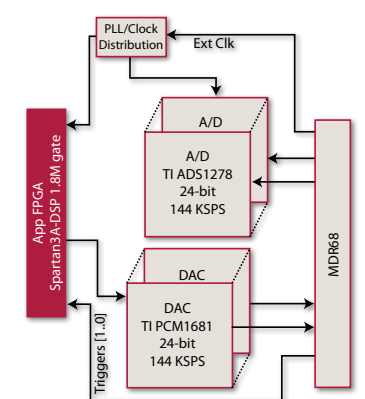 PLL/Clock
Distribution
Ext Clk
A/D
A/D
TI ADS1278
24-bit
144 KSPS
App FPGA
Spartan3A-DSP 1.8M gate
MDR68
DAC
DAC
TI PCM1681
24-bit
144 KSPS
Triggers [1..0]